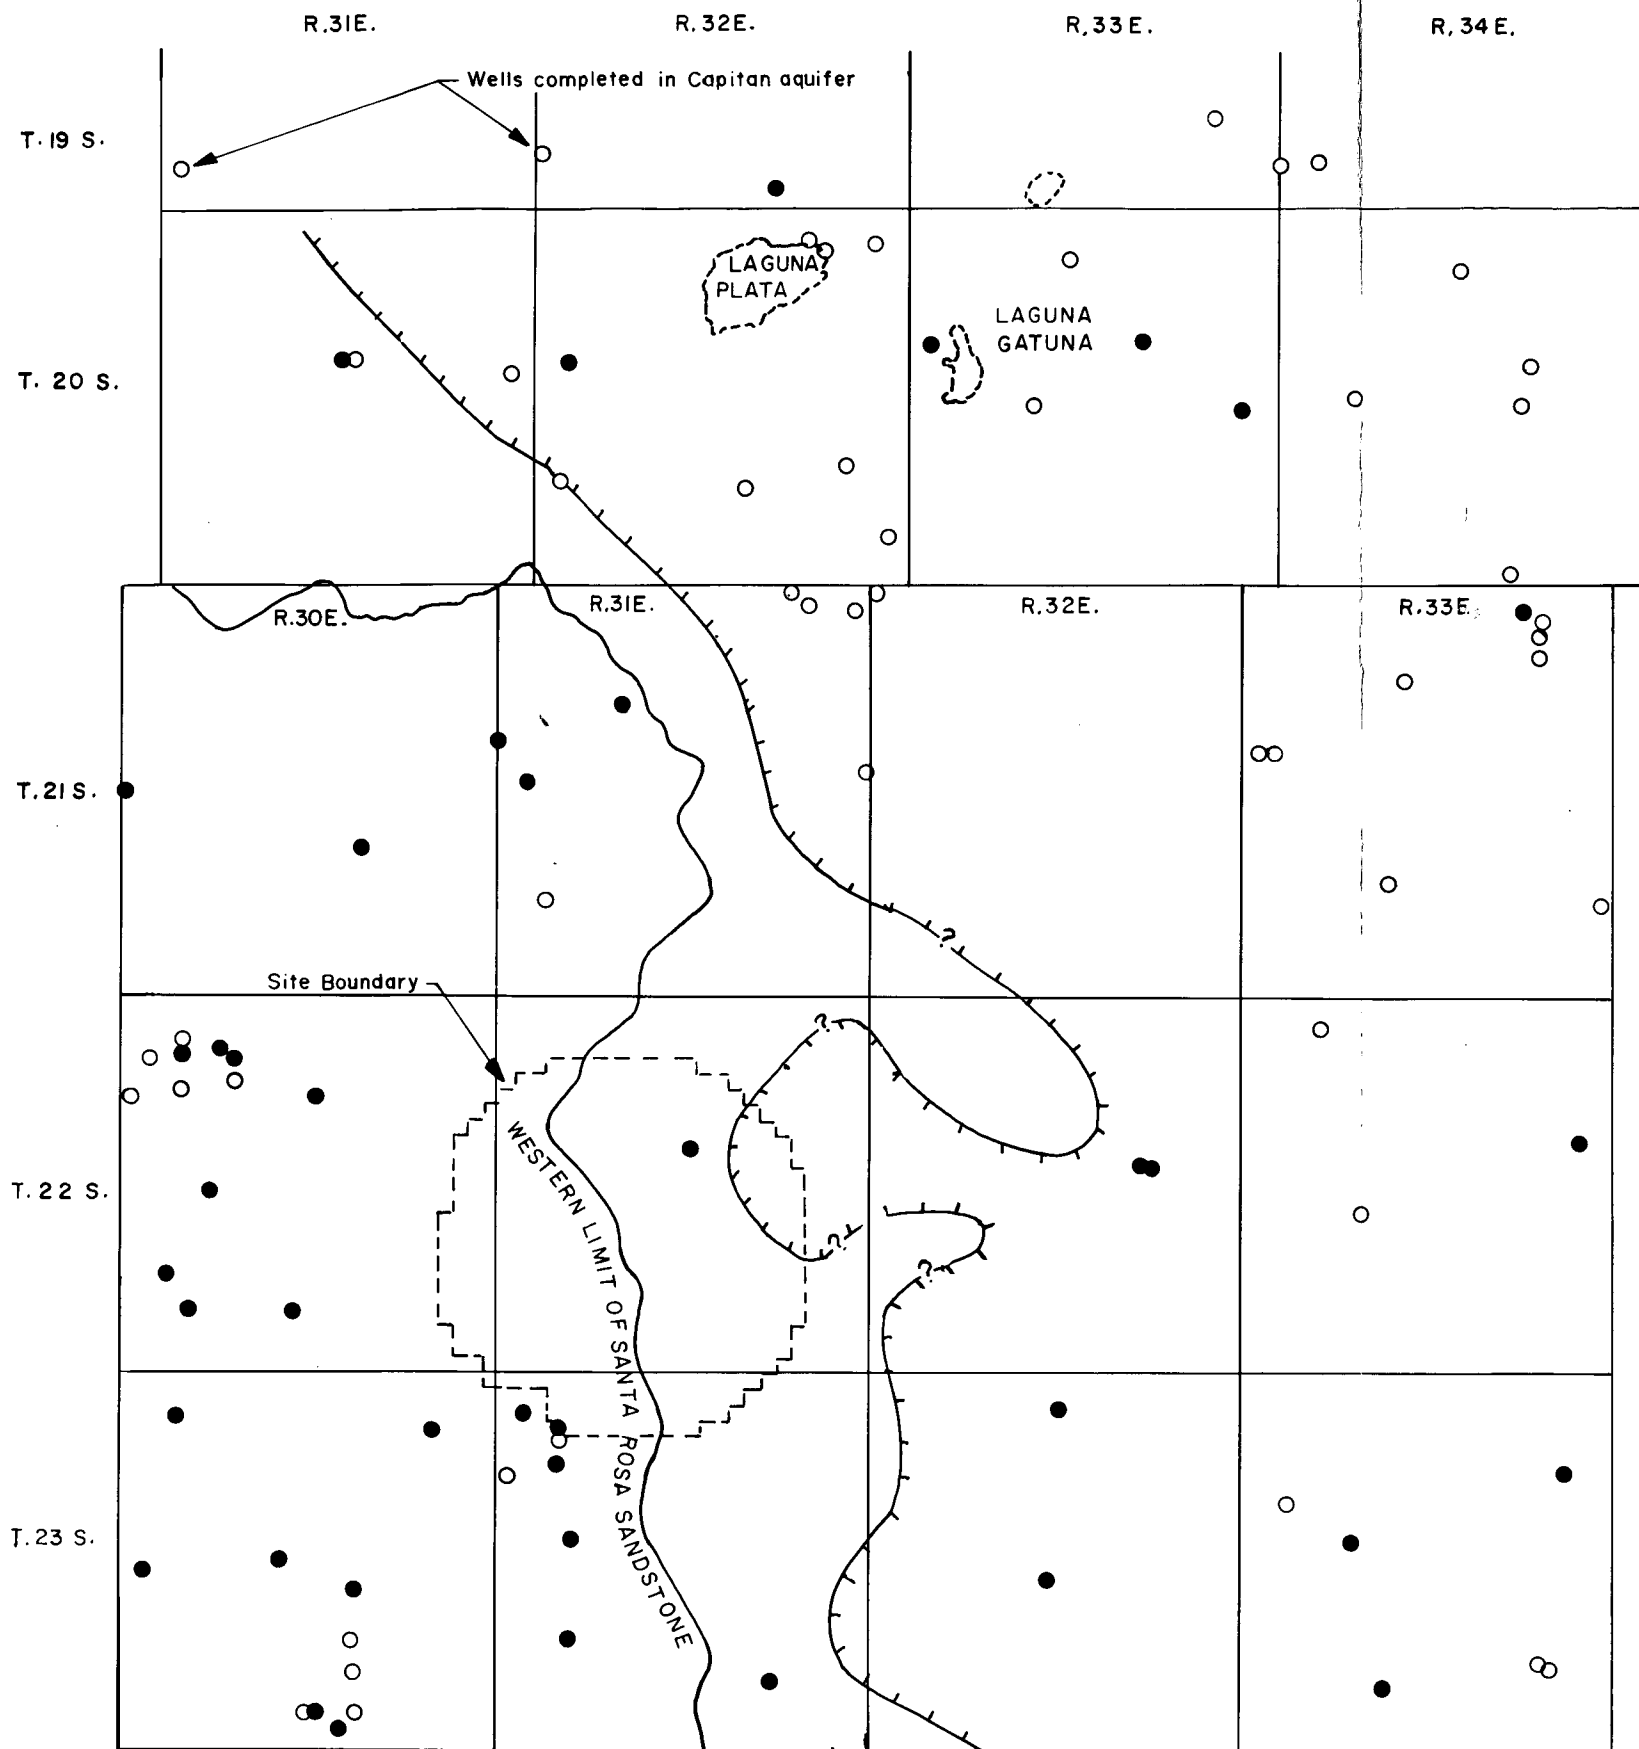 R.31E.
R.32E.
R,33E.
R,34E.
Wells completed in Capitan aquifer
T.19 S.
LAGUNA
PLATA
LAGUNA
GATUNA
T. 20 S.
R.30E.
R.31E.
R.32E.
R.33E.
T.21 S.
?
Site Boundary
?
WESTERN LIMIT OF SANTA ROSA SANDSTONE
T.22 S.
?
?
T.23 S.